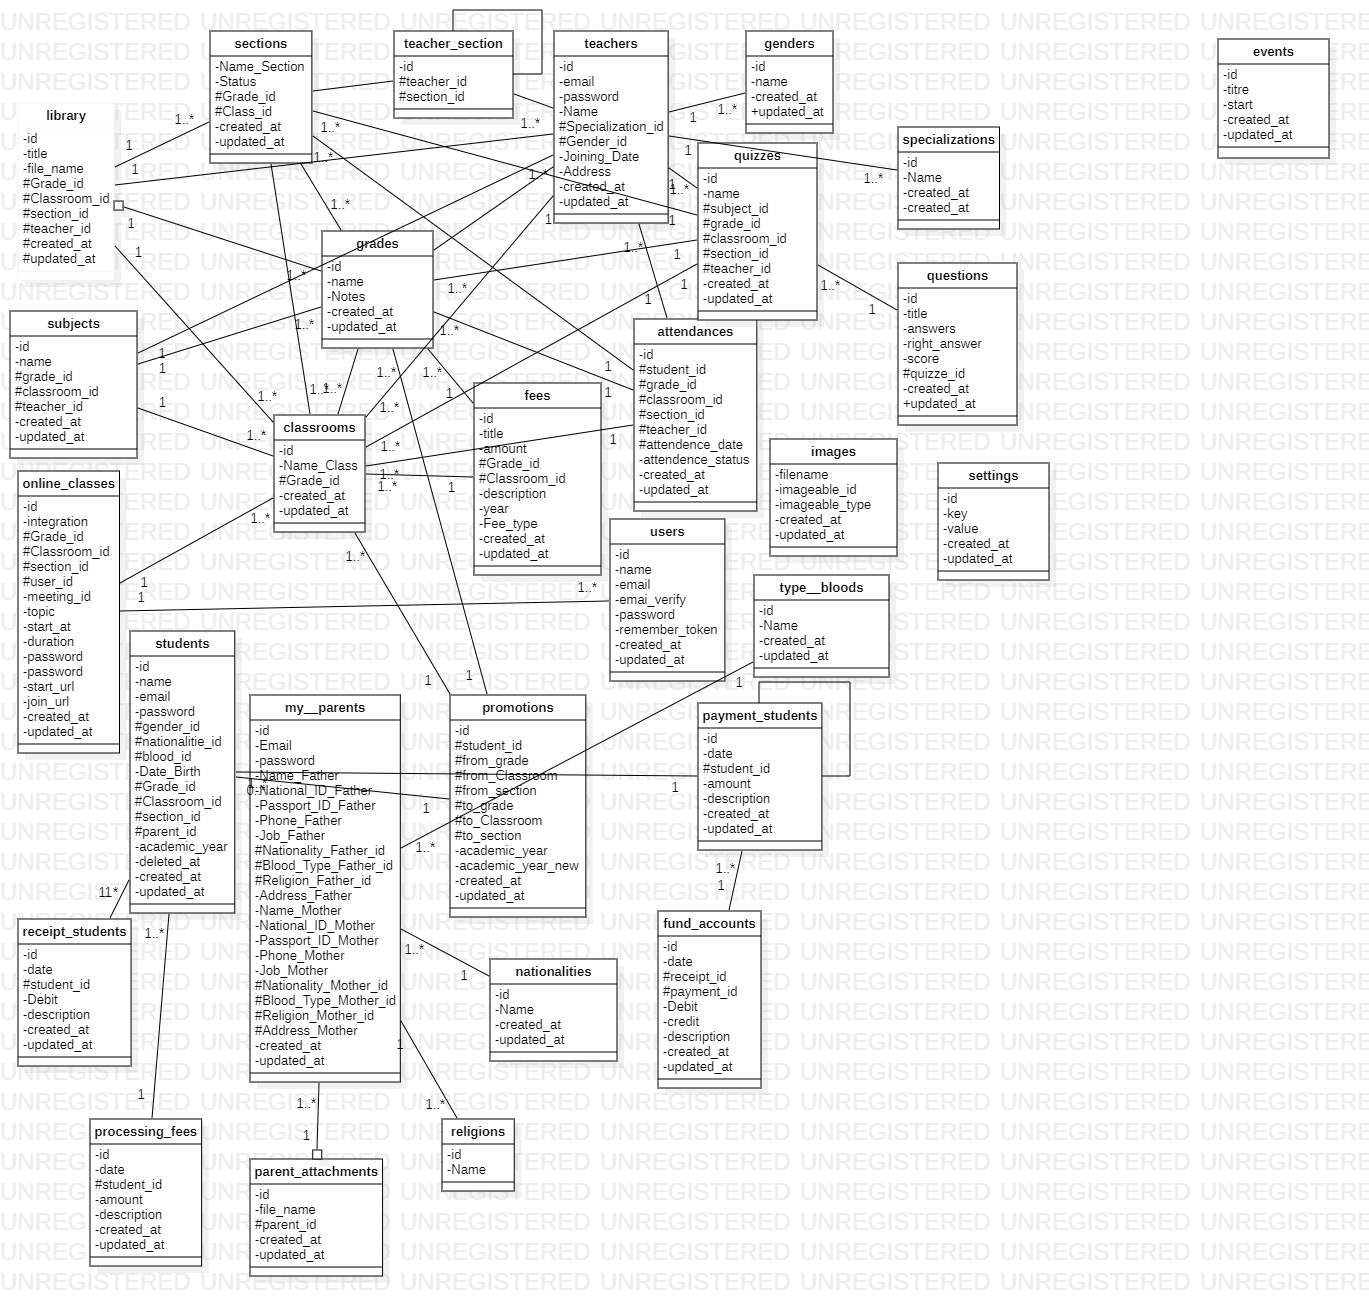 sections
-Name_Section
-Status
#Grade_id
#Class_id
-created_at
-updated_at
teacher_section
-id
#teacher_id
#section_id
teachers
-id
-email
-password
-Name
#Specialization_id
#Gender_id
-Joining_Date
-Address
-created_at
-updated_at
genders
-id
-name
-created_at
+updated_at
events
-id
-titre
-start
-created_at
-updated_at
library
-id
-title
-file_name
#Grade_id
#Classroom_id
#section_id
#teacher_id
#created_at
#updated_at
specializations
-id
-Name
-created_at
-created_at
quizzes
-id
-name
#subject_id
#grade_id
#classroom_id
#section_id
#teacher_id
-created_at
-updated_at
grades
-id
-name
-Notes
-created_at
-updated_at
questions
-id
-title
-answers
-right_answer
-score
#quizze_id
-created_at
+updated_at
subjects
-id
-name
#grade_id
#classroom_id
#teacher_id
-created_at
-updated_at
attendances
-id
#student_id
#grade_id
#classroom_id
#section_id
#teacher_id
#attendence_date
-attendence_status
-created_at
-updated_at
fees
-id
-title
-amount
#Grade_id
#Classroom_id
-description
-year
-Fee_type
-created_at
-updated_at
classrooms
-id
-Name_Class
#Grade_id
-created_at
-updated_at
images
-filename
-imageable_id
-imageable_type
-created_at
-updated_at
settings
-id
-key
-value
-created_at
-updated_at
online_classes
-id
-integration
#Grade_id
#Classroom_id
#section_id
#user_id
-meeting_id
-topic
-start_at
-duration
-password
-password
-start_url
-join_url
-created_at
-updated_at
users
-id
-name
-email
-emai_verify
-password
-remember_token
-created_at
-updated_at
type__bloods
-id
-Name
-created_at
-updated_at
students
-id
-name
-email
-password
#gender_id
#nationalitie_id
#blood_id
-Date_Birth
#Grade_id
#Classroom_id
#section_id
#parent_id
-academic_year
-deleted_at
-created_at
-updated_at
my__parents
-id
-Email
-password
-Name_Father
-National_ID_Father
-Passport_ID_Father
-Phone_Father
-Job_Father
#Nationality_Father_id
#Blood_Type_Father_id
#Religion_Father_id
-Address_Father
-Name_Mother
-National_ID_Mother
-Passport_ID_Mother
-Phone_Mother
-Job_Mother
#Nationality_Mother_id
#Blood_Type_Mother_id
#Religion_Mother_id
#Address_Mother
-created_at
-updated_at
promotions
-id
#student_id
#from_grade
#from_Classroom
#from_section
#to_grade
#to_Classroom
#to_section
-academic_year
-academic_year_new
-created_at
-updated_at
payment_students
-id
-date
#student_id
-amount
-description
-created_at
-updated_at
receipt_students
-id
-date
#student_id
-Debit
-description
-created_at
-updated_at
fund_accounts
-id
-date
#receipt_id
#payment_id
-Debit
-credit
-description
-created_at
-updated_at
nationalities
-id
-Name
-created_at
-updated_at
processing_fees
-id
-date
#student_id
-amount
-description
-created_at
-updated_at
parent_attachments
-id
-file_name
#parent_id
-created_at
-updated_at
religions
-id
-Name